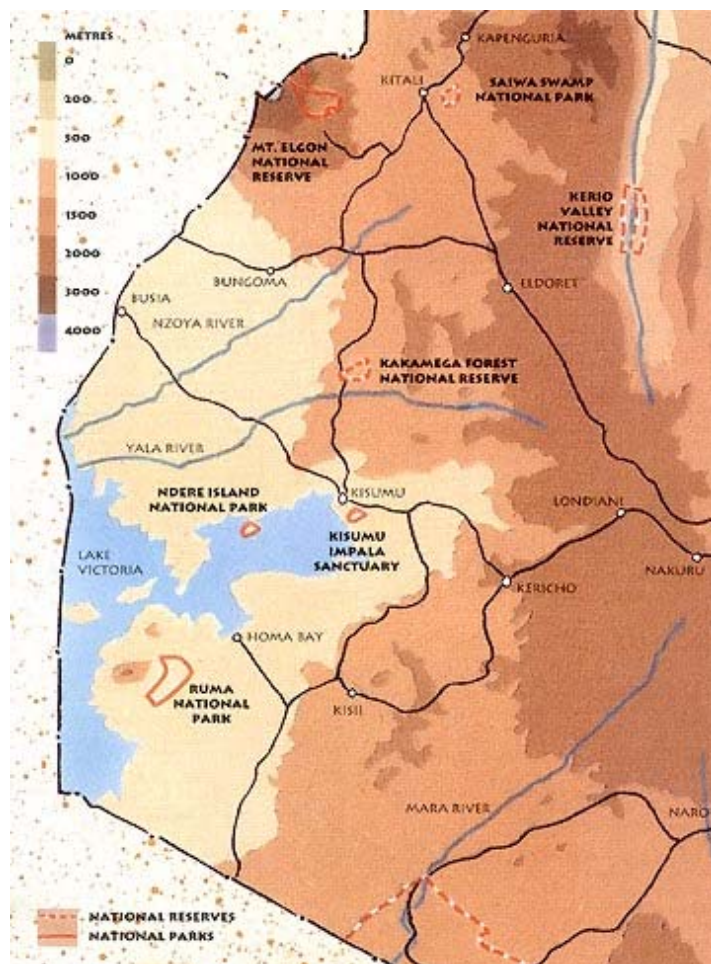 METRES
0
200
500
1000
1500
2000
3000
4000
KAPENGURIA
KITALI
SAIWA SWAMP
NATIONAL PARK
MT. ELGON
NATIONAL
RESERVE
KERIO
VALLEY
NATIONAL
RESERVE
BUNGOMA
ELDORET
BUSIA
NZOYA RIVER
KAKAMEGA FOREST
NATIONAL RESERVE
YALA RIVER
NDERE ISLAND
NATIONAL PARK
KISUMU
LONDIANI
KISUMU
IMPALA
SANCTUARY
LAKE
VICTORIA
NAKURU
KERICHO
HOMA BAY
RUMA
NATIONAL
PARK
KISII
MARA RIVER
NARO
NATIONAL RESERVES
NATIONAL PARKS